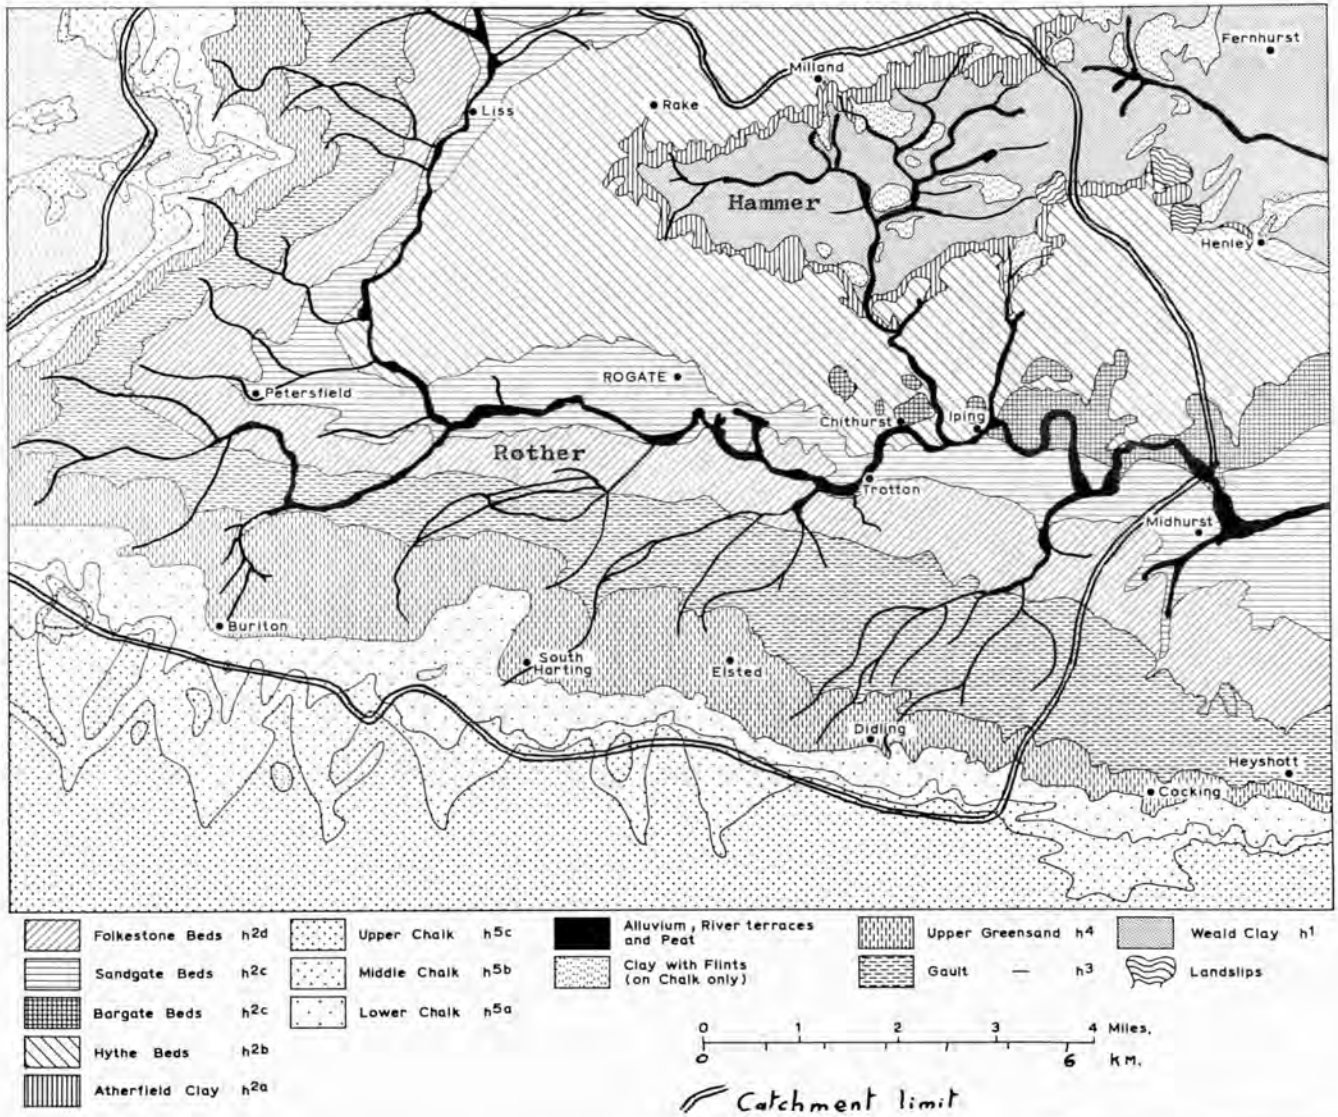 Fernhurst
Milland
Rake
Liss
Hammer
Henley
Petersfield
ROGATE
Chithurst
Iping
Rother
Trotton
Midhurst
Buriton
South
Harting
Elsted
Didling
Heyshott
Cocking
Folkestone Beds h2d
Sandgate Beds h2c
Bargate Beds h2c
Hythe Beds h2b
Atherfield Clay h2a
Upper Chalk h5c
Middle Chalk h5b
Lower Chalk h5a
Alluvium, River terraces
and Peat
Clay with Flints
(on Chalk only)
Upper Greensand h4
Gault — h3
Weald Clay h1
Landslips
0 1 2 3 4 Miles.
0 6 KM.
Catchment limit